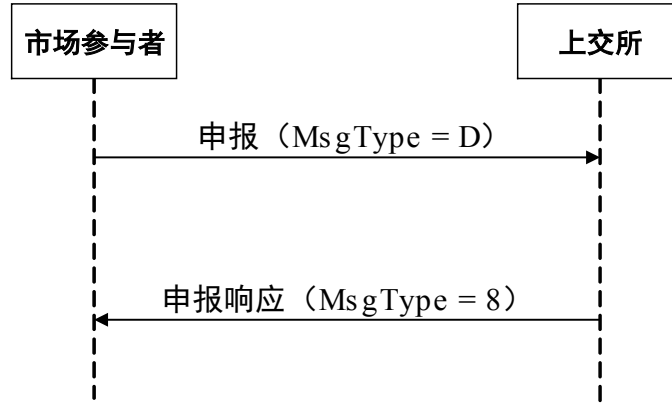 市场参与者
上交所
申报（MsgType = D）
申报响应（MsgType = 8）